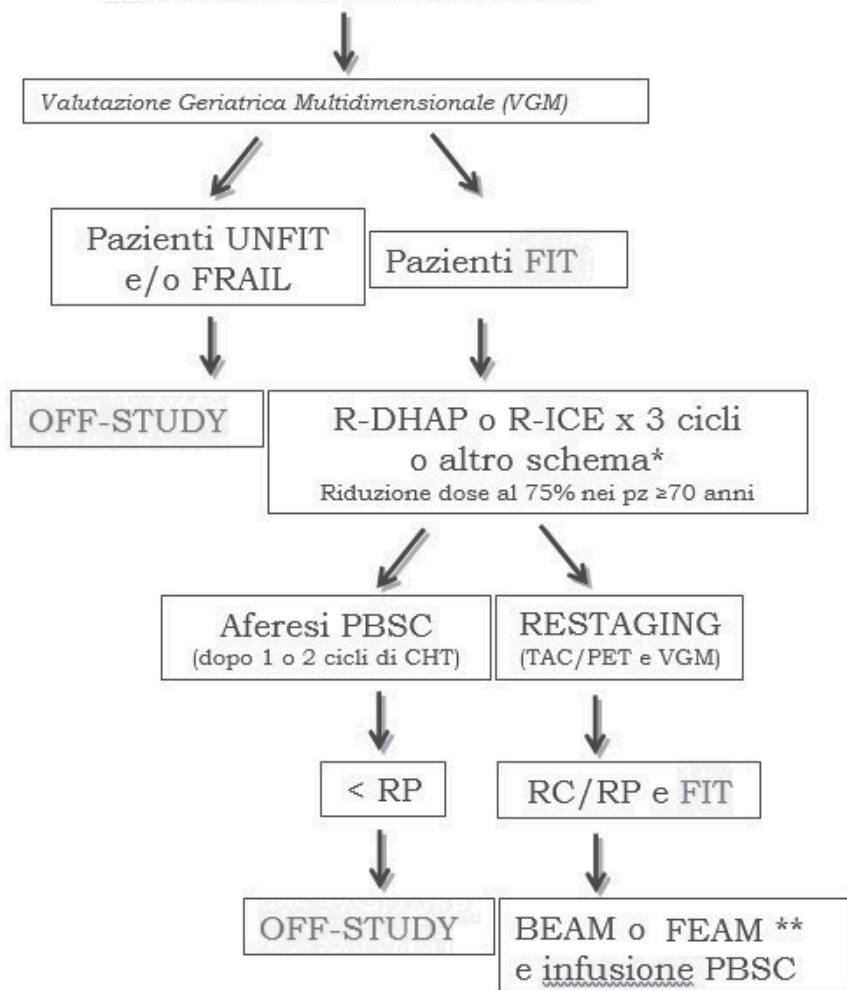 Valutazione Geriatrica Multidimensionale (VGM)
Pazienti UNFIT
e/o FRAIL
Pazienti FIT
OFF-STUDY
R-DHAP o R-ICE x 3 cicli
o altro schema*
Riduzione dose al 75% nei pz ≥70 anni
Aferesi PBSC
(dopo 1 o 2 cicli di CHT)
RESTAGING
(TAC/PET e VGM)
< RP
RC/RP e FIT
OFF-STUDY
BEAM o FEAM **
e infusione PBSC